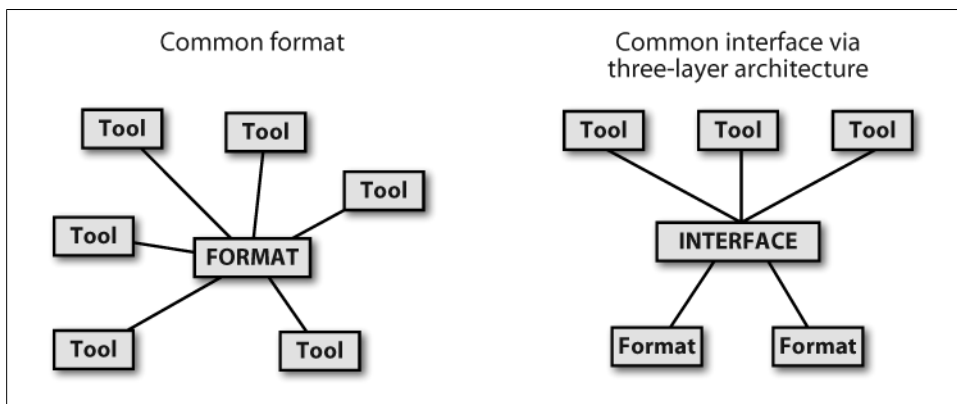 Common format
Tool
Tool
Tool
Tool
FORMAT
Tool
Tool
Common interface via
three-layer architecture
Tool
Tool
Tool
INTERFACE
Format
Format